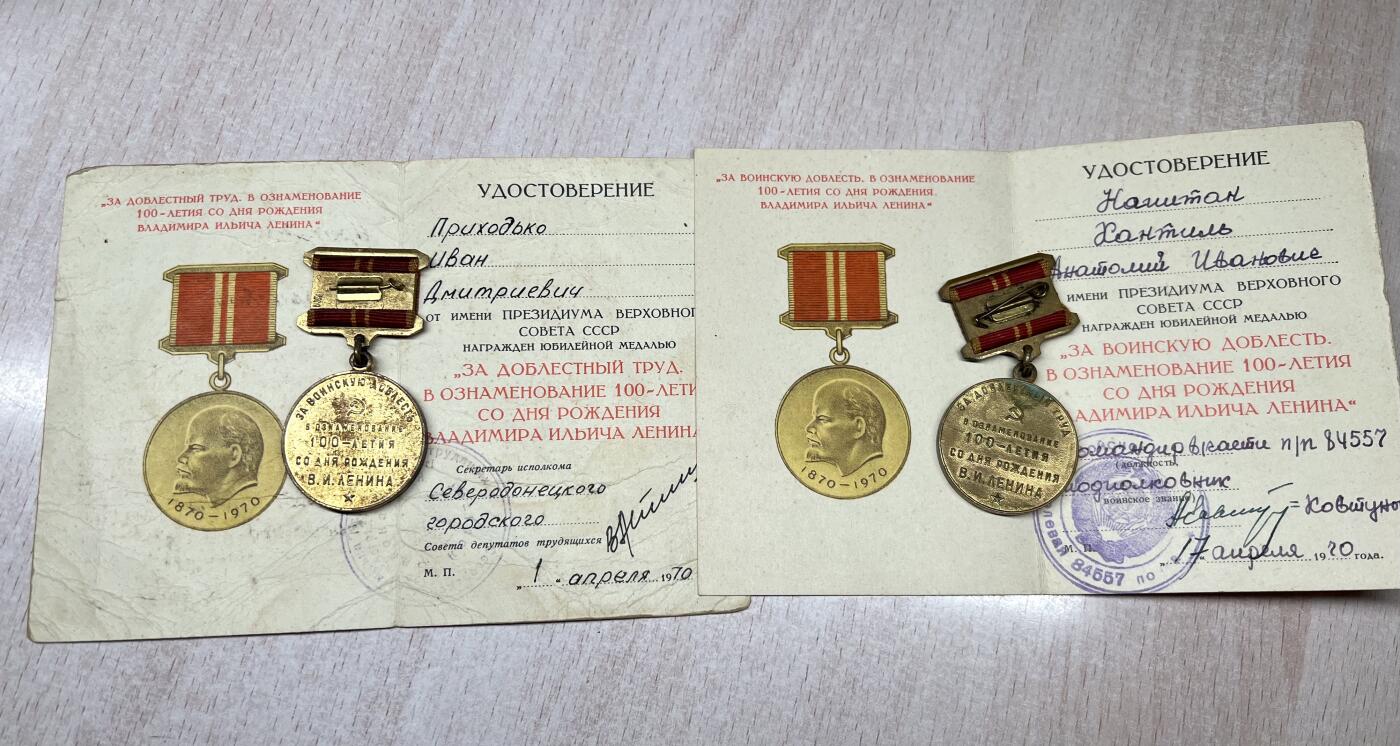 „ЗА ДОБЛЕСТНЫЙ ТРУД. В ОЗНАМЕНОВАНИЕ
100-ЛЕТИЯ СО ДНЯ РОЖДЕНИЯ
ВЛАДИМИРА ИЛЬИЧА ЛЕНИНА“
1870-1970
ЗА ВОИНСКУЮ ДОБЛЕСТЬ
В ОЗНАМЕНОВАНИЕ
100-ЛЕТИЯ
СО ДНЯ РОЖДЕНИЯ
В.И.ЛЕНИНА
УДОСТОВЕРЕНИЕ
Приходько
Иван
Дмитриевич
от имени ПРЕЗИДИУМА ВЕРХОВНОГО
СОВЕТА СССР
НАГРАЖДЕН ЮБИЛЕЙНОЙ МЕДАЛЬЮ
„ЗА ДОБЛЕСТНЫЙ ТРУД.
В ОЗНАМЕНОВАНИЕ 100-ЛЕТИ
СО ДНЯ РОЖДЕНИЯ
ВЛАДИМИРА ИЛЬИЧА ЛЕНИНА
Секретарь исполкома
Северодонецкого
городского
Совета депутатов трудящихся
М. П.
„1“ апреля 1970
„ЗА ВОИНСКУЮ ДОБЛЕСТЬ. В ОЗНАМЕНОВАНИЕ
100-ЛЕТИЯ СО ДНЯ РОЖДЕНИЯ
ВЛАДИМИРА ИЛЬИЧА ЛЕНИНА“
1870-1970
ЗА ДОБЛЕСТНЫЙ ТРУД
В ОЗНАМЕНОВАНИЕ
100-ЛЕТИЯ
СО ДНЯ РОЖДЕНИЯ
В.И.ЛЕНИНА
УДОСТОВЕРЕНИЕ
Капитан
Хантиль
Анатолий Иванович
имени ПРЕЗИДИУМА ВЕРХОВНОГО
СОВЕТА СССР
НАГРАЖДЕН ЮБИЛЕЙНОЙ МЕДАЛЬЮ
„ЗА ВОИНСКУЮ ДОБЛЕСТЬ.
В ОЗНАМЕНОВАНИЕ 100-ЛЕТИЯ
СО ДНЯ РОЖДЕНИЯ
ВЛАДИМИРА ИЛЬИЧА ЛЕНИНА“
командир в/части п/п 84557
(должность,
подполковник
воинское звание)
Ковтуно
М. П.
„17“ апреля 1970 года.
84557